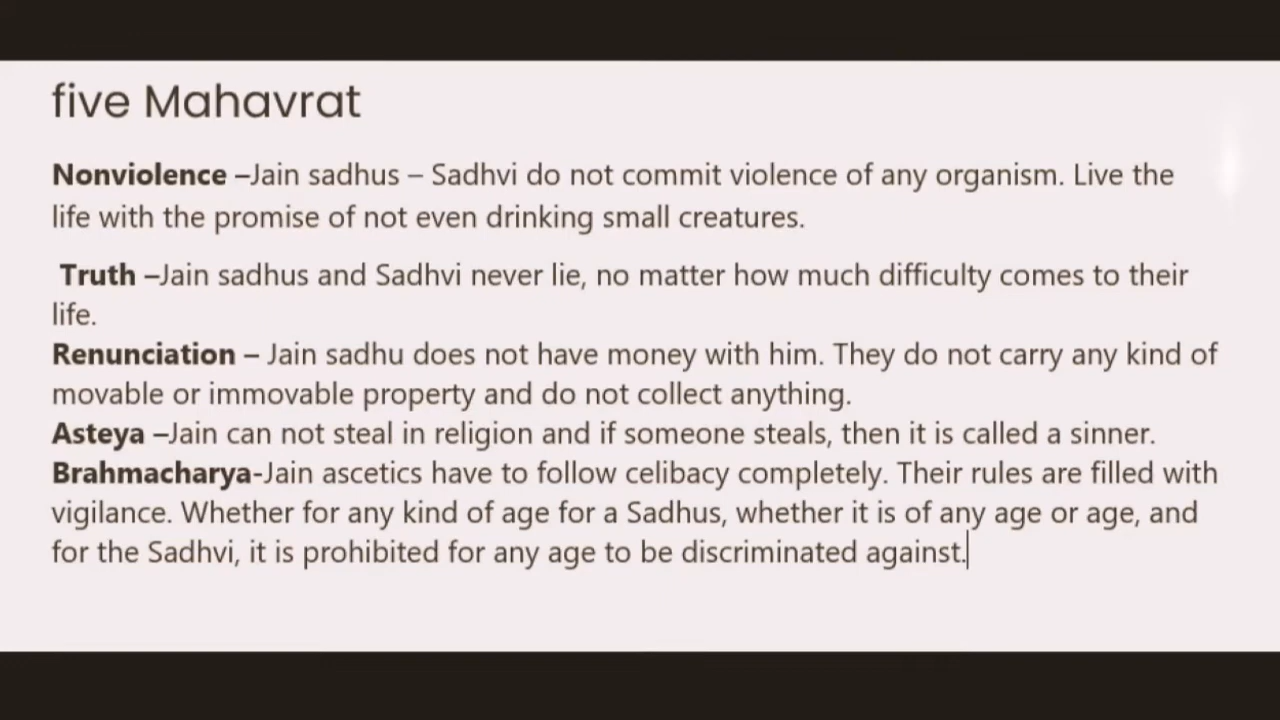 five Mahavrat
Nonviolence –Jain sadhus – Sadhvi do not commit violence of any organism. Live the
life with the promise of not even drinking small creatures.
Truth –Jain sadhus and Sadhvi never lie, no matter how much difficulty comes to their
life.
Renunciation – Jain sadhu does not have money with him. They do not carry any kind of
movable or immovable property and do not collect anything.
Asteya –Jain can not steal in religion and if someone steals, then it is called a sinner.
Brahmacharya-Jain ascetics have to follow celibacy completely. Their rules are filled with
vigilance. Whether for any kind of age for a Sadhus, whether it is of any age or age, and
for the Sadhvi, it is prohibited for any age to be discriminated against.